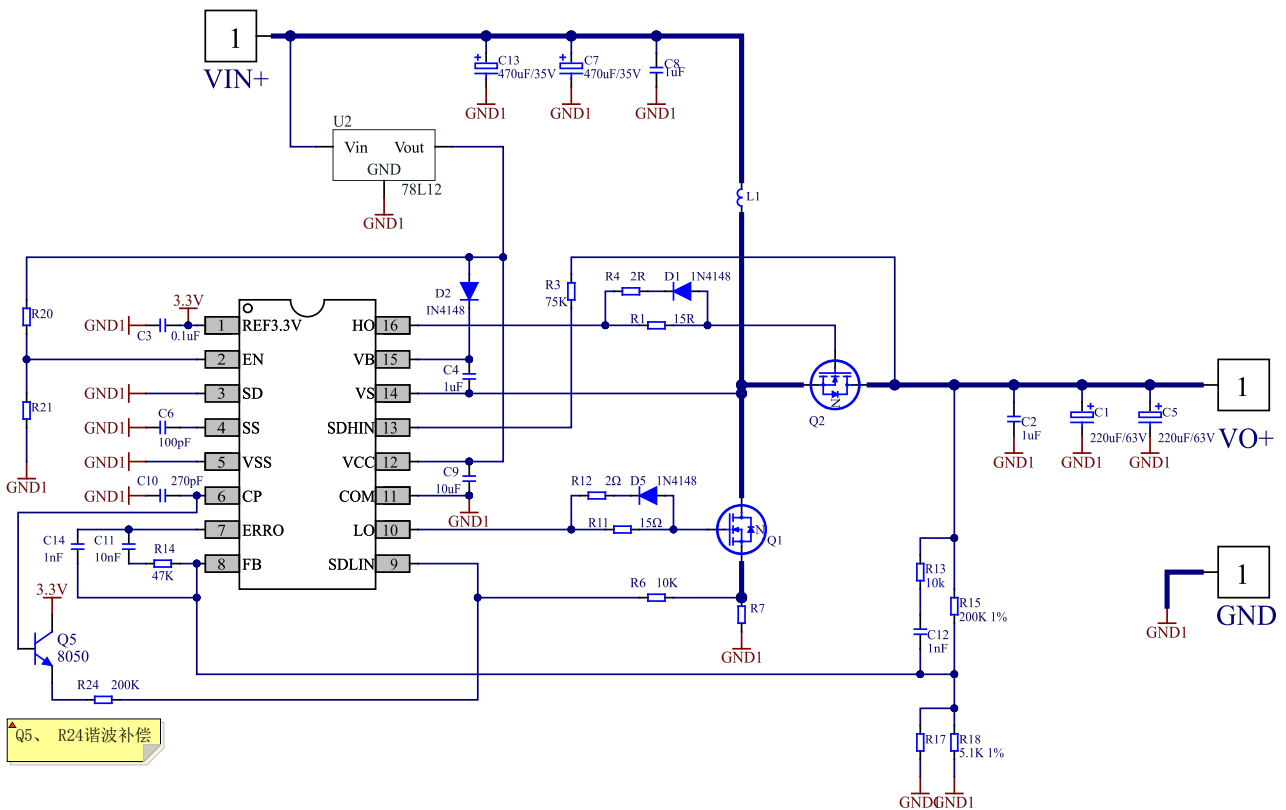 1
VIN+
C13
470uF/35V
C7
470uF/35V
C8
1uF
GND1
GND1
GND1
U2
Vin
Vout
GND
78L12
GND1
L1
R20
R21
GND1
D2
IN4148
C4
1uF
R3
75K
R4 2R
D1 1N4148
R1 15R
3.3V
GND1
C3
0.1uF
GND1
GND1
C6
100pF
GND1
GND1
C10 270pF
1 REF3.3V
2 EN
3 SD
4 SS
5 VSS
6 CP
7 ERRO
8 FB
HO 16
VB 15
VS 14
SDHIN 13
VCC 12
COM 11
LO 10
SDLIN 9
C9
10uF
GND1
R12 2Ω
D5 1N4148
R11 15Ω
Q2
Q1
C2
1uF
GND1
C1
220uF/63V
GND1
C5
220uF/63V
GND1
1
VO+
C14
1nF
C11
10nF
R14
47K
3.3V
Q5
8050
R24 200K
R6 10K
R7
GND1
R13
10k
C12
1nF
R15
200K 1%
1
GND
GND1
R17
R18
5.1K 1%
GND1
GND1
Q5、 R24谐波补偿